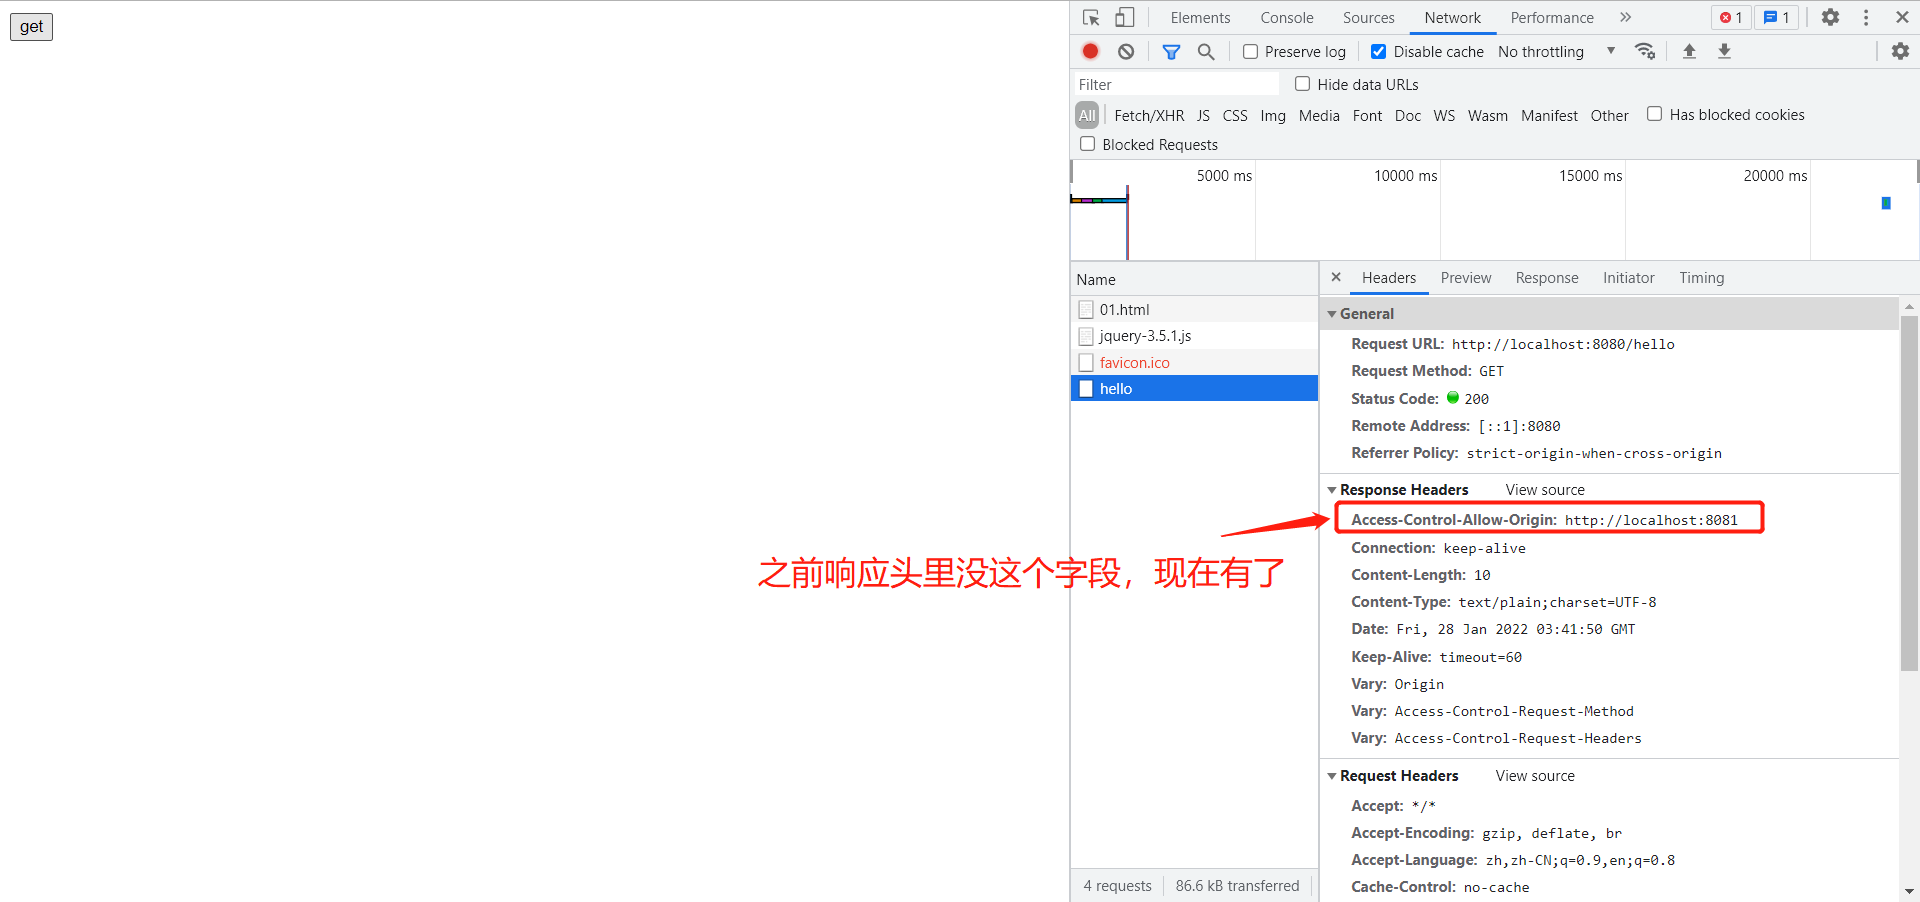 get
Elements Console Sources Network Performance 1 1
Preserve log Disable cache No throttling
Filter Hide data URLs
All Fetch/XHR JS CSS Img Media Font Doc WS Wasm Manifest Other Has blocked cookies
Blocked Requests
5000 ms 10000 ms 15000 ms 20000 ms
Name
01.html
jquery-3.5.1.js
favicon.ico
hello
4 requests 86.6 kB transferred
Headers Preview Response Initiator Timing
General
Request URL: http://localhost:8080/hello
Request Method: GET
Status Code: 200
Remote Address: [::1]:8080
Referrer Policy: strict-origin-when-cross-origin
Response Headers View source
Access-Control-Allow-Origin: http://localhost:8081
Connection: keep-alive
Content-Length: 10
Content-Type: text/plain;charset=UTF-8
Date: Fri, 28 Jan 2022 03:41:50 GMT
Keep-Alive: timeout=60
Vary: Origin
Vary: Access-Control-Request-Method
Vary: Access-Control-Request-Headers
Request Headers View source
Accept: */*
Accept-Encoding: gzip, deflate, br
Accept-Language: zh,zh-CN;q=0.9,en;q=0.8
Cache-Control: no-cache
之前响应头里没这个字段，现在有了